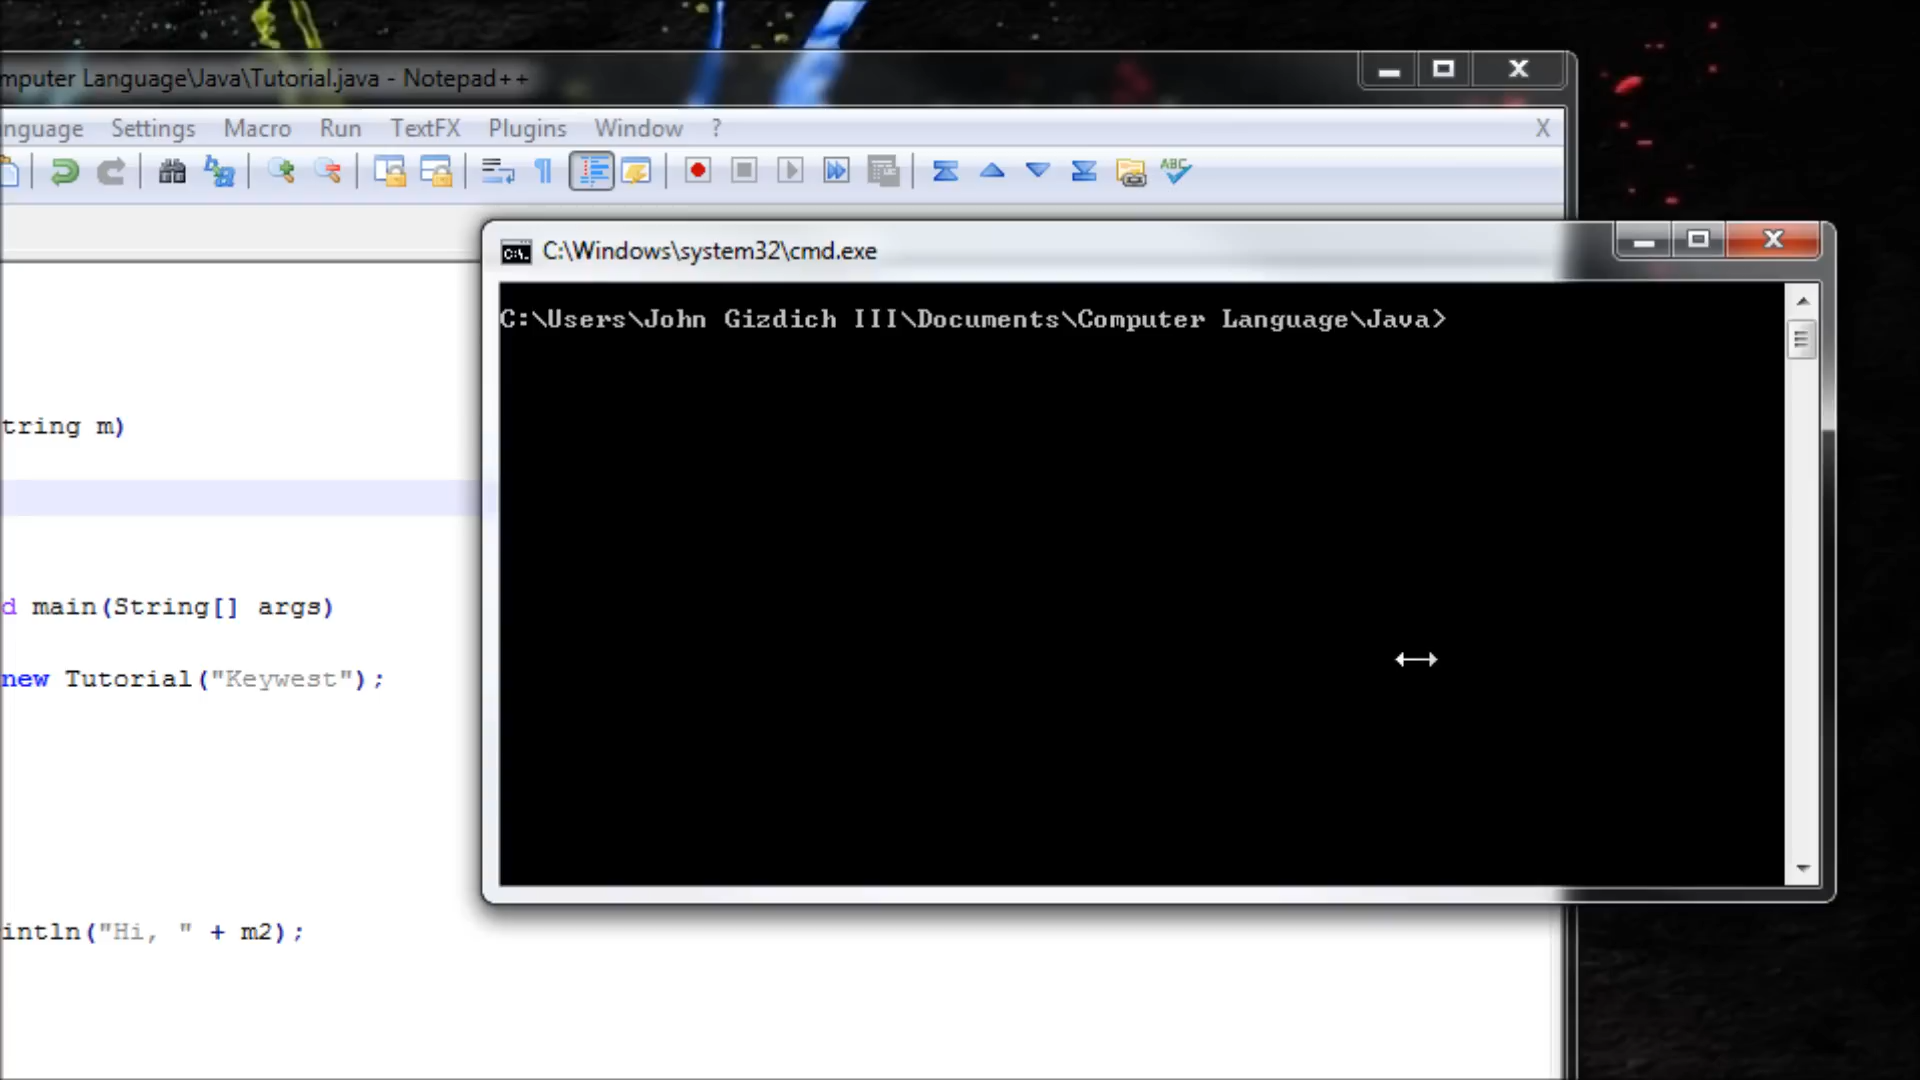 mputer Language\Java\Tutorial.java - Notepad++
nguage Settings Macro Run TextFX Plugins Window ? X
ABC
C:\Windows\system32\cmd.exe
C:\Users\John Gizdich III\Documents\Computer Language\Java>
tring m)
d main(String[] args)
new Tutorial("Keywest");
intln("Hi, " + m2);